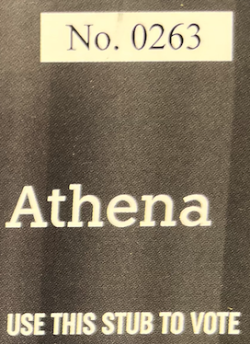 No. 0263
Athena
USE THIS STUB TO VOTE